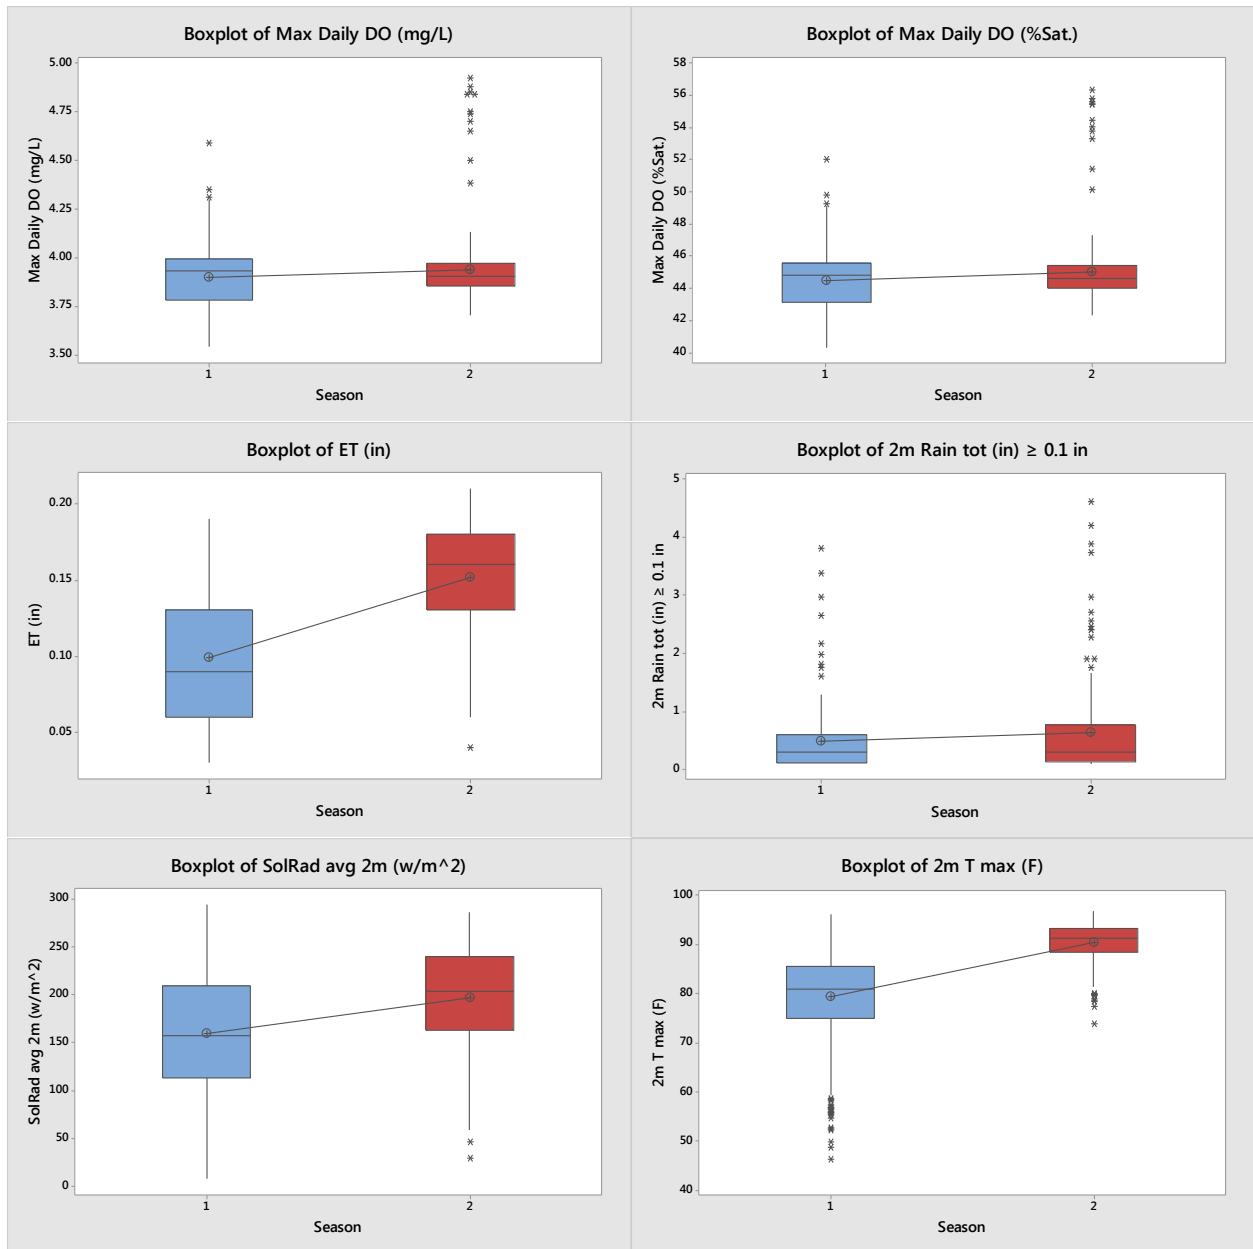 Boxplot of Max Daily DO (mg/L)
Max Daily DO (mg/L)
5.00
4.75
4.50
4.25
4.00
3.75
3.50
1
2
Season
Boxplot of Max Daily DO (%Sat.)
Max Daily DO (%Sat.)
58
56
54
52
50
48
46
44
42
40
1
2
Season
Boxplot of ET (in)
ET (in)
0.20
0.15
0.10
0.05
1
2
Season
Boxplot of 2m Rain tot (in) ≥ 0.1 in
2m Rain tot (in) ≥ 0.1 in
5
4
3
2
1
0
1
2
Season
Boxplot of SolRad avg 2m (w/m^2)
SolRad avg 2m (w/m^2)
300
250
200
150
100
50
0
1
2
Season
Boxplot of 2m T max (F)
2m T max (F)
100
90
80
70
60
50
40
1
2
Season